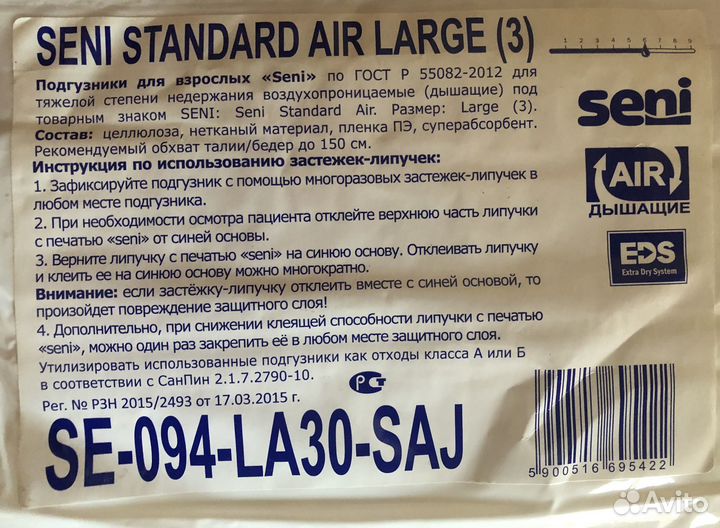 SENI STANDARD AIR LARGE (3)
1 2 3 4 5 6 7 8 9
Подгузники для взрослых «Seni» по ГОСТ Р 55082-2012 для
тяжелой степени недержания воздухопроницаемые (дышащие) под
товарным знаком SENI: Seni Standard Air. Размер: Large (3).
Состав: целлюлоза, нетканый материал, пленка ПЭ, суперабсорбент.
Рекомендуемый обхват талии/бедер до 150 см.
Инструкция по использованию застежек-липучек:
1. Зафиксируйте подгузник с помощью многоразовых застежек-липучек в
любом месте подгузника.
2. При необходимости осмотра пациента отклейте верхнюю часть липучки
с печатью «seni» от синей основы.
3. Верните липучку с печатью «seni» на синюю основу. Отклеивать липучку
и клеить ее на синюю основу можно многократно.
Внимание: если застёжку-липучку отклеить вместе с синей основой, то
произойдет повреждение защитного слоя!
4. Дополнительно, при снижении клеящей способности липучки с печатью
«seni», можно один раз закрепить её в любом месте защитного слоя.
Утилизировать использованные подгузники как отходы класса А или Б
в соответствии с СанПин 2.1.7.2790-10.
Рег. № РЗН 2015/2493 от 17.03.2015 г.
РСТ
SE-094-LA30-SAJ
seni
AIR
ДЫШАЩИЕ
EDS
Extra Dry System
5 900516 695422
Avito